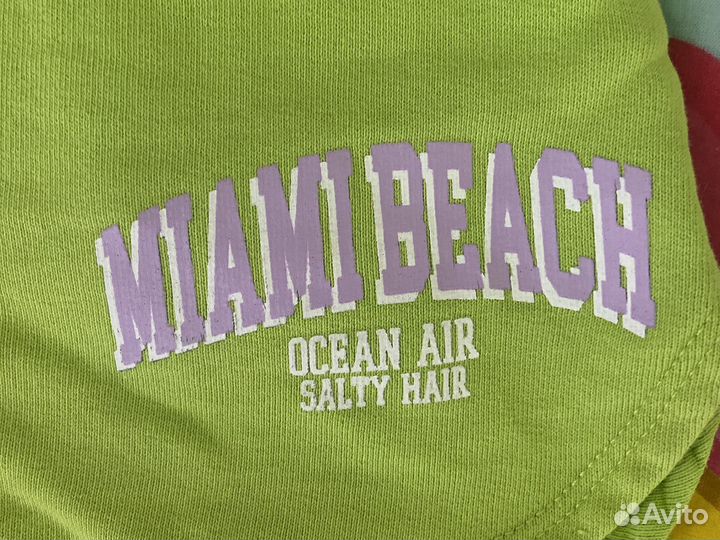 MIAMI BEACH
OCEAN AIR
SALTY HAIR
Avito